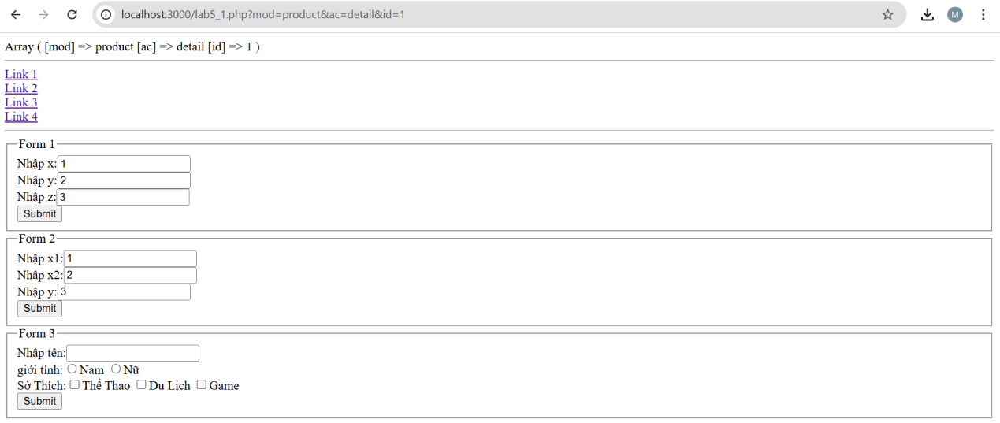 localhost:3000/lab5_1.php?mod=product&ac=detail&id=1
M
Array ( [mod] => product [ac] => detail [id] => 1 )
Link 1
Link 2
Link 3
Link 4
Form 1
Nhập x: 1
Nhập y: 2
Nhập z: 3
Submit
Form 2
Nhập x1: 1
Nhập x2: 2
Nhập y: 3
Submit
Form 3
Nhập tên:
giới tính: Nam Nữ
Sở Thích: Thể Thao Du Lịch Game
Submit